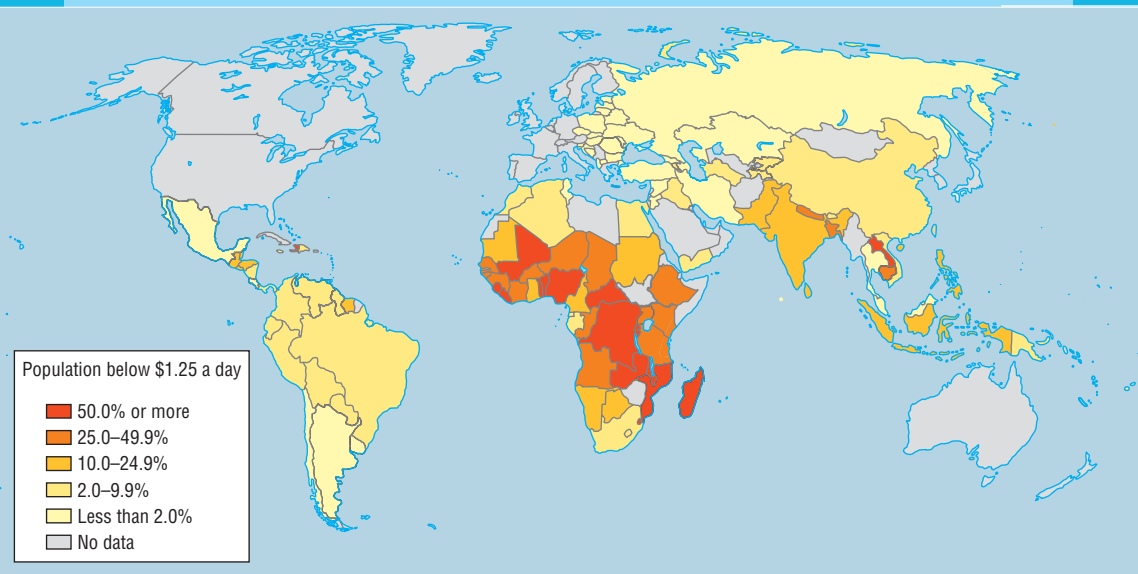 Population below $1.25 a day
50.0% or more
25.0–49.9%
10.0–24.9%
2.0–9.9%
Less than 2.0%
No data